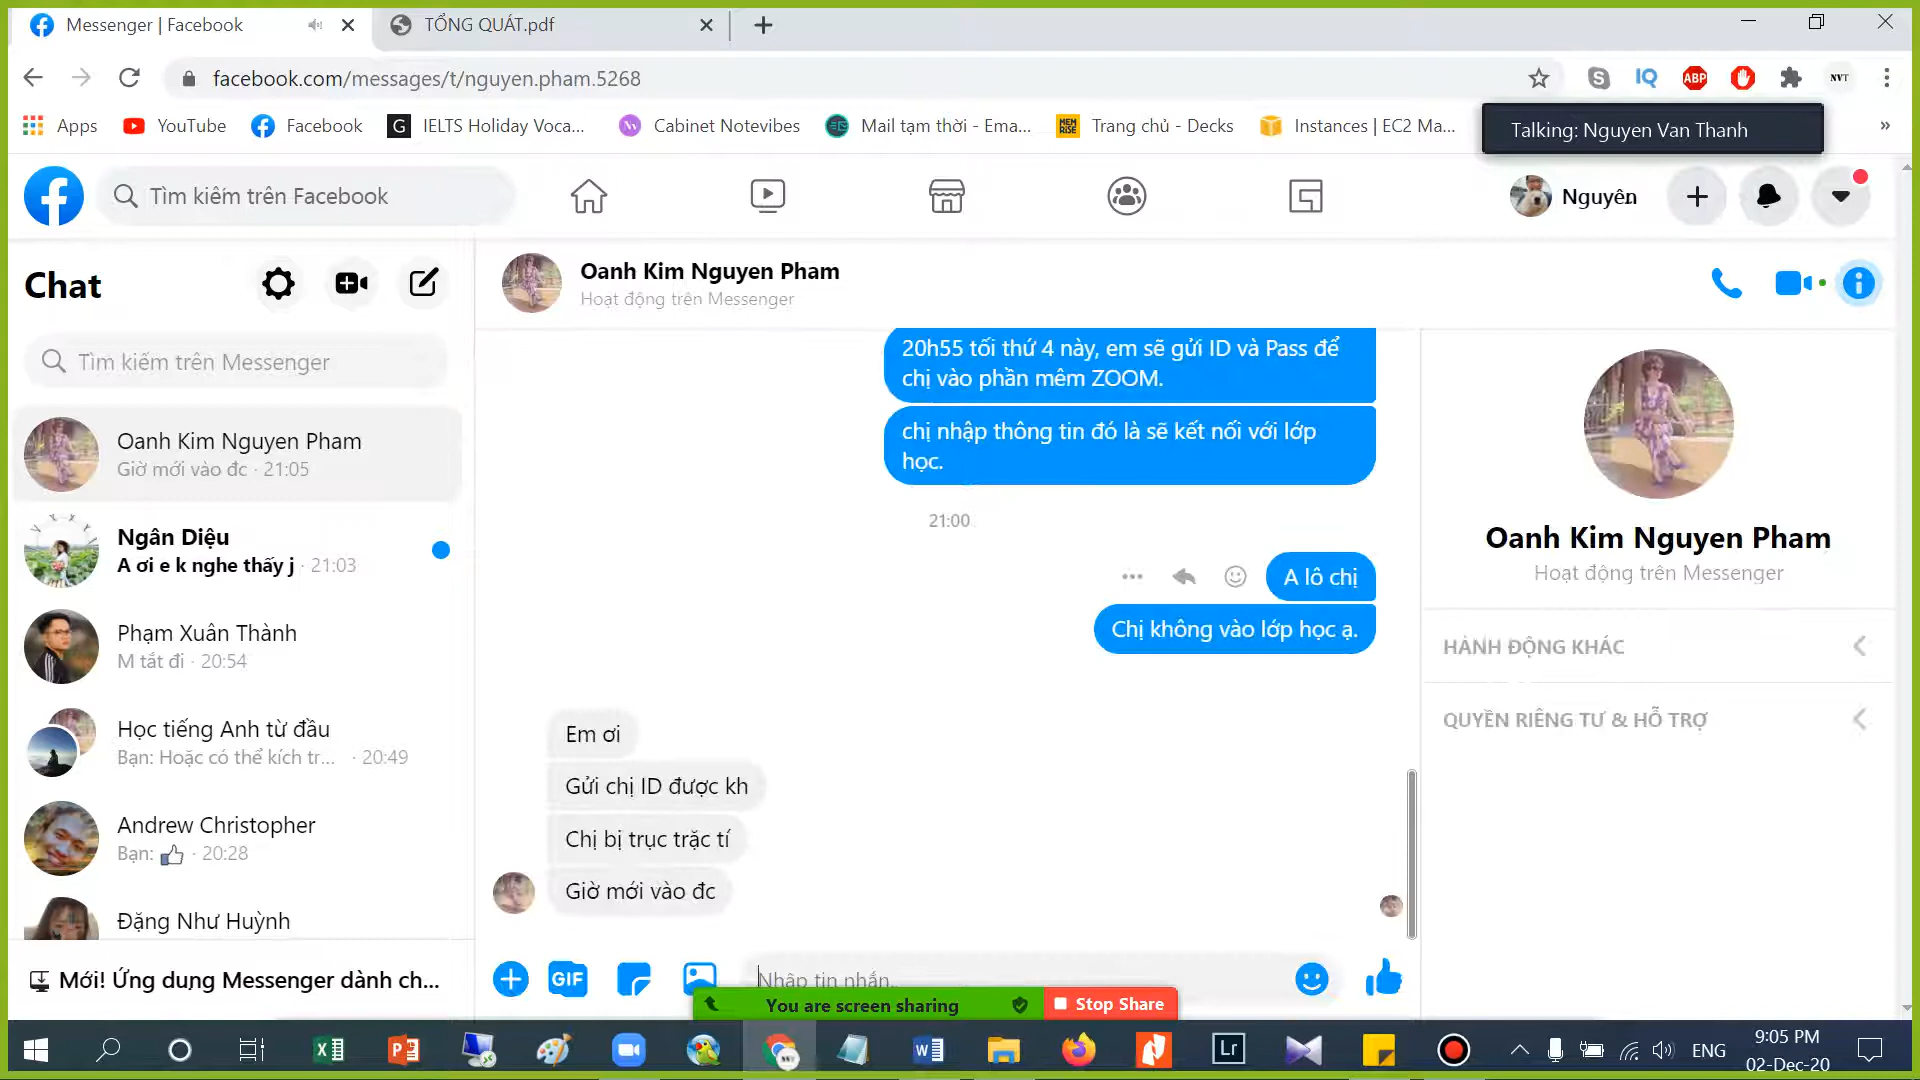 Messenger | Facebook
TỔNG QUÁT.pdf
facebook.com/messages/t/nguyen.pham.5268
IQ
ABP
NVT
Apps
YouTube
Facebook
G IELTS Holiday Voca...
Nv Cabinet Notevibes
Mail tạm thời - Ema...
MEM RISE Trang chủ - Decks
Instances | EC2 Ma...
»
Talking: Nguyen Van Thanh
Tìm kiếm trên Facebook
Nguyên
Chat
Tìm kiếm trên Messenger
Oanh Kim Nguyen Pham
Giờ mới vào đc · 21:05
Ngân Diệu
A ơi e k nghe thấy j · 21:03
Phạm Xuân Thành
M tắt đi · 20:54
Học tiếng Anh từ đầu
Bạn: Hoặc có thể kích tr... · 20:49
Andrew Christopher
Bạn: 👍 · 20:28
Đặng Như Huỳnh
Mới! Ứng dụng Messenger dành ch...
Oanh Kim Nguyen Pham
Hoạt động trên Messenger
20h55 tối thứ 4 này, em sẽ gửi ID và Pass để
chị vào phần mêm ZOOM.
chị nhập thông tin đó là sẽ kết nối với lớp
học.
21:00
A lô chị
Chị không vào lớp học ạ.
Em ơi
Gửi chị ID được kh
Chị bị trục trặc tí
Giờ mới vào đc
GIF
Nhập tin nhắn..
Oanh Kim Nguyen Pham
Hoạt động trên Messenger
HÀNH ĐỘNG KHÁC
QUYỀN RIÊNG TƯ & HỖ TRỢ
You are screen sharing
Stop Share
Lr
ENG
9:05 PM
02-Dec-20